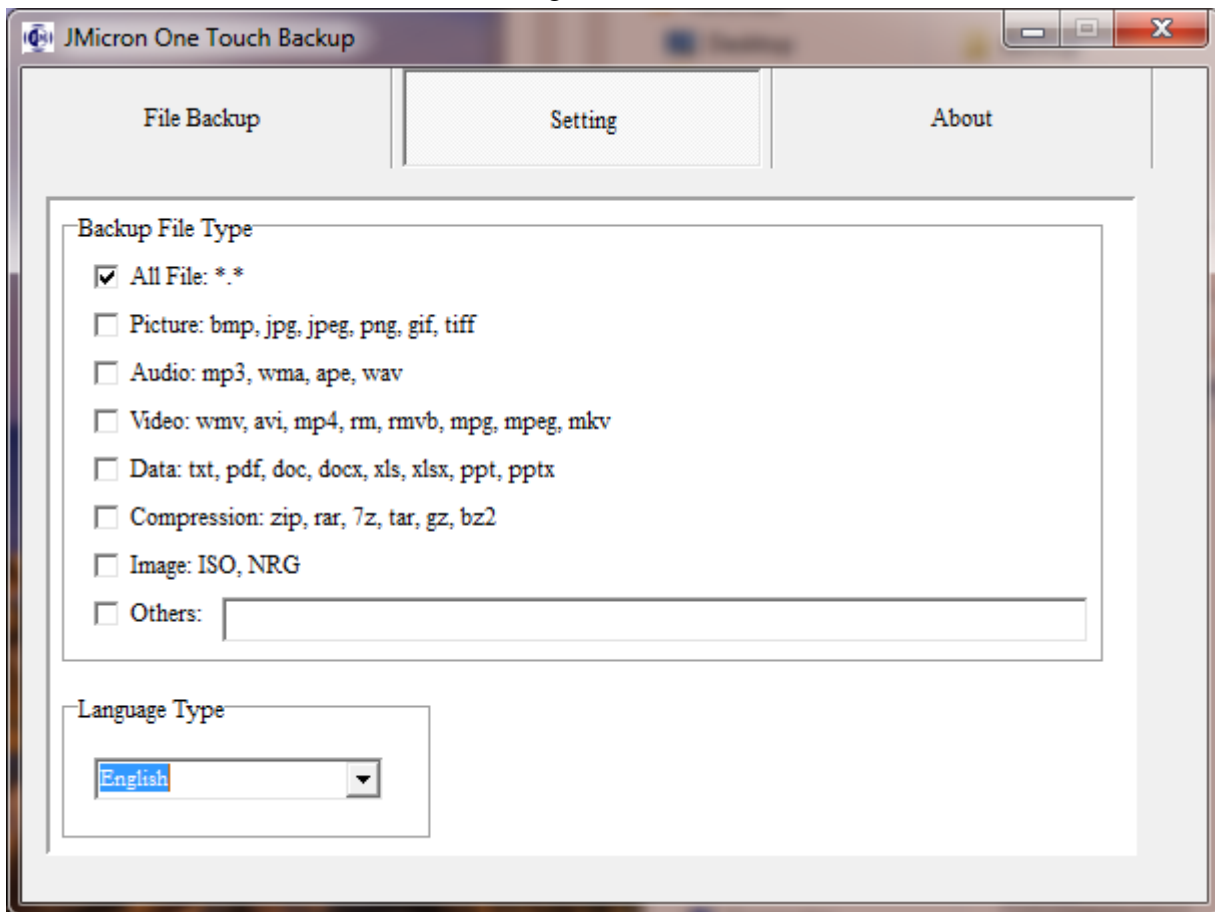 JMicron One Touch Backup
File Backup
Setting
About
Backup File Type
All File: *.*
Picture: bmp, jpg, jpeg, png, gif, tiff
Audio: mp3, wma, ape, wav
Video: wmv, avi, mp4, rm, rmvb, mpg, mpeg, mkv
Data: txt, pdf, doc, docx, xls, xlsx, ppt, pptx
Compression: zip, rar, 7z, tar, gz, bz2
Image: ISO, NRG
Others:
Language Type
English